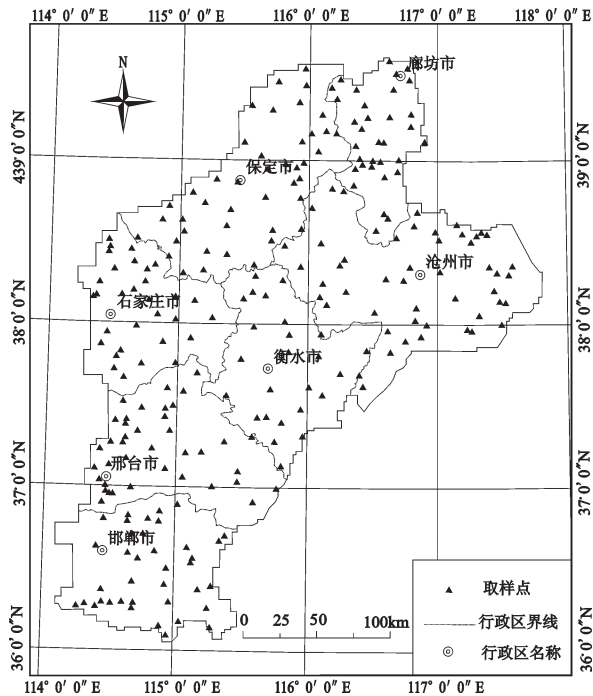 114° 0′ 0″ E 115° 0′ 0″ E 116° 0′ 0″ E 117° 0′ 0″ E 118° 0′ 0″ E
N
廊坊市
439° 0′ 0″N
39° 0′ 0″N
保定市
沧州市
石家庄市
38° 0′ 0″N
38° 0′ 0″N
衡水市
邢台市
37° 0′ 0″N
37° 0′ 0″N
邯郸市
取样点
行政区界线
行政区名称
0 25 50 100km
36° 0′ 0″N
36° 0′ 0″N
114° 0′ 0″ E 115° 0′ 0″ E 116° 0′ 0″ E 117° 0′ 0″ E